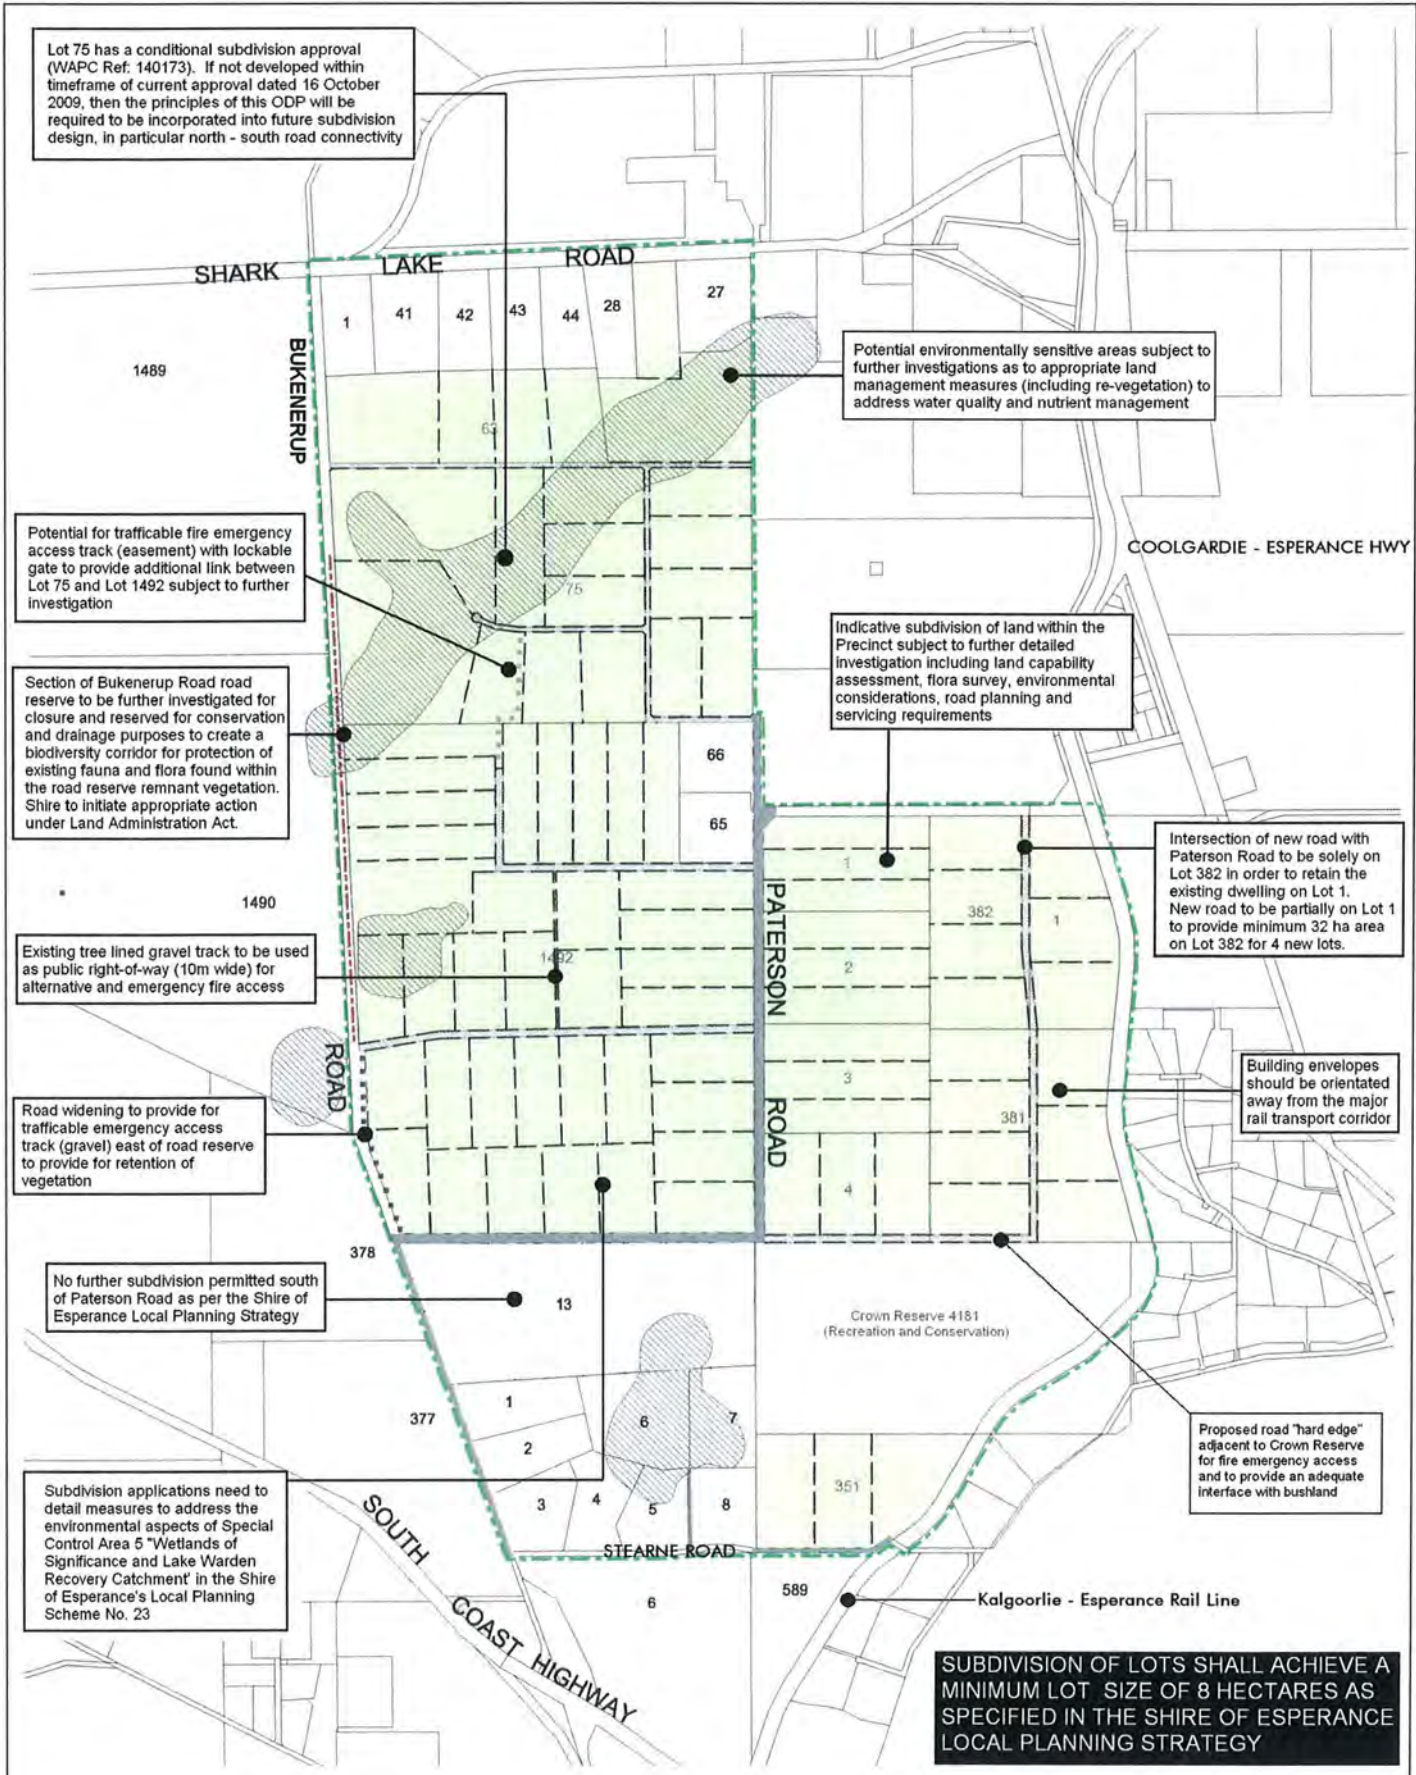 Lot 75 has a conditional subdivision approval
(WAPC Ref: 140173). If not developed within
timeframe of current approval dated 16 October
2009, then the principles of this ODP will be
required to be incorporated into future subdivision
design, in particular north - south road connectivity
SHARK LAKE ROAD
1
41
42
43
44
28
27
1489
BUKENERUP
63
Potential environmentally sensitive areas subject to
further investigations as to appropriate land
management measures (including re-vegetation) to
address water quality and nutrient management
Potential for trafficable fire emergency
access track (easement) with lockable
gate to provide additional link between
Lot 75 and Lot 1492 subject to further
investigation
COOLGARDIE - ESPERANCE HWY
75
Indicative subdivision of land within the
Precinct subject to further detailed
investigation including land capability
assessment, flora survey, environmental
considerations, road planning and
servicing requirements
Section of Bukenerup Road road
reserve to be further investigated for
closure and reserved for conservation
and drainage purposes to create a
biodiversity corridor for protection of
existing fauna and flora found within
the road reserve remnant vegetation.
Shire to initiate appropriate action
under Land Administration Act.
66
65
Intersection of new road with
Paterson Road to be solely on
Lot 382 in order to retain the
existing dwelling on Lot 1.
New road to be partially on Lot 1
to provide minimum 32 ha area
on Lot 382 for 4 new lots.
1
382
1
1490
PATERSON
Existing tree lined gravel track to be used
as public right-of-way (10m wide) for
alternative and emergency fire access
1492
2
ROAD
3
Building envelopes
should be orientated
away from the major
rail transport corridor
Road widening to provide for
trafficable emergency access
track (gravel) east of road reserve
to provide for retention of
vegetation
ROAD
381
4
378
No further subdivision permitted south
of Paterson Road as per the Shire of
Esperance Local Planning Strategy
13
Crown Reserve 4181
(Recreation and Conservation)
1
377
6
7
2
Proposed road "hard edge"
adjacent to Crown Reserve
for fire emergency access
and to provide an adequate
interface with bushland
Subdivision applications need to
detail measures to address the
environmental aspects of Special
Control Area 5 "Wetlands of
Significance and Lake Warden
Recovery Catchment' in the Shire
of Esperance's Local Planning
Scheme No. 23
3
4
5
8
351
STEARNE ROAD
SOUTH COAST HIGHWAY
6
589
Kalgoorlie - Esperance Rail Line
SUBDIVISION OF LOTS SHALL ACHIEVE A
MINIMUM LOT SIZE OF 8 HECTARES AS
SPECIFIED IN THE SHIRE OF ESPERANCE
LOCAL PLANNING STRATEGY